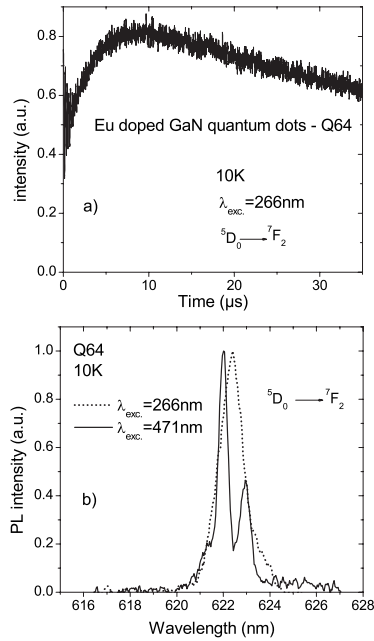 0.8
0.6
0.4
0.2
0.0
intensity (a.u.)
Eu doped GaN quantum dots - Q64
10K
λexc.=266nm
a)
⁵D₀ → ⁷F₂
0 10 20 30
Time (µs)
1.0
0.8
0.6
0.4
0.2
0.0
PL intensity (a.u.)
Q64
10K
λexc.=266nm
λexc.=471nm
⁵D₀ → ⁷F₂
b)
616 618 620 622 624 626 628
Wavelength (nm)